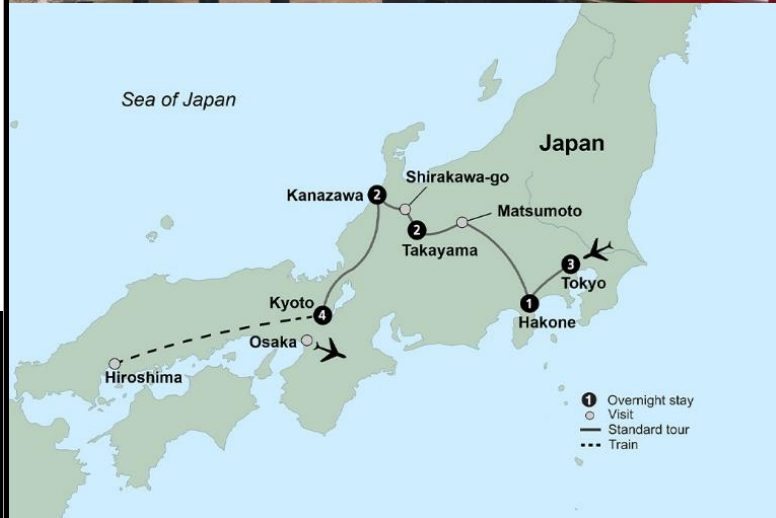 Sea of Japan
Japan
Shirakawa-go
Kanazawa
2
Matsumoto
2
Takayama
3
Tokyo
Kyoto
4
1
Hakone
Osaka
Hiroshima
1 Overnight stay
Visit
Standard tour
Train